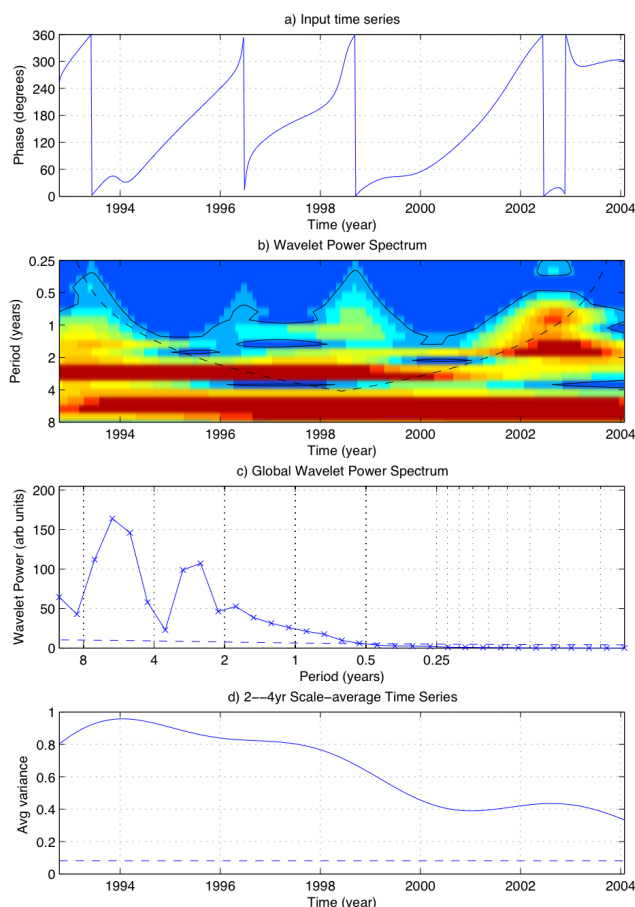 a) Input time series
360
300
240
180
120
60
0
Phase (degrees)
1994 1996 1998 2000 2002 2004
Time (year)
b) Wavelet Power Spectrum
0.25
0.5
1
2
4
8
Period (years)
1994 1996 1998 2000 2002 2004
Time (year)
c) Global Wavelet Power Spectrum
200
150
100
50
0
Wavelet Power (arb units)
8 4 2 1 0.5 0.25
Period (years)
d) 2−−4yr Scale−average Time Series
1
0.8
0.6
0.4
0.2
0
Avg variance
1994 1996 1998 2000 2002 2004
Time (year)